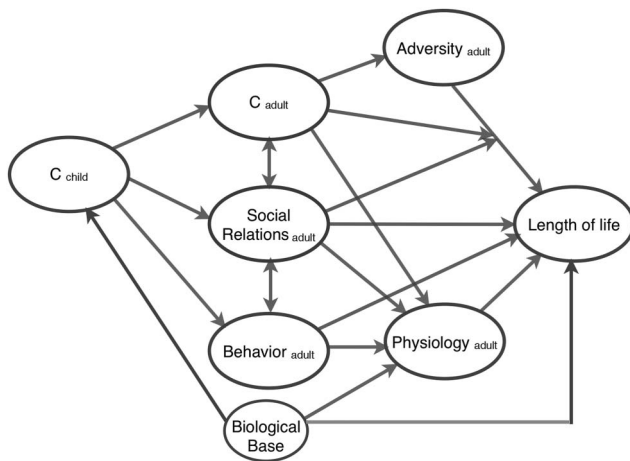 Adversity adult
C adult
C child
Social
Relations adult
Length of life
Behavior adult
Physiology adult
Biological
Base